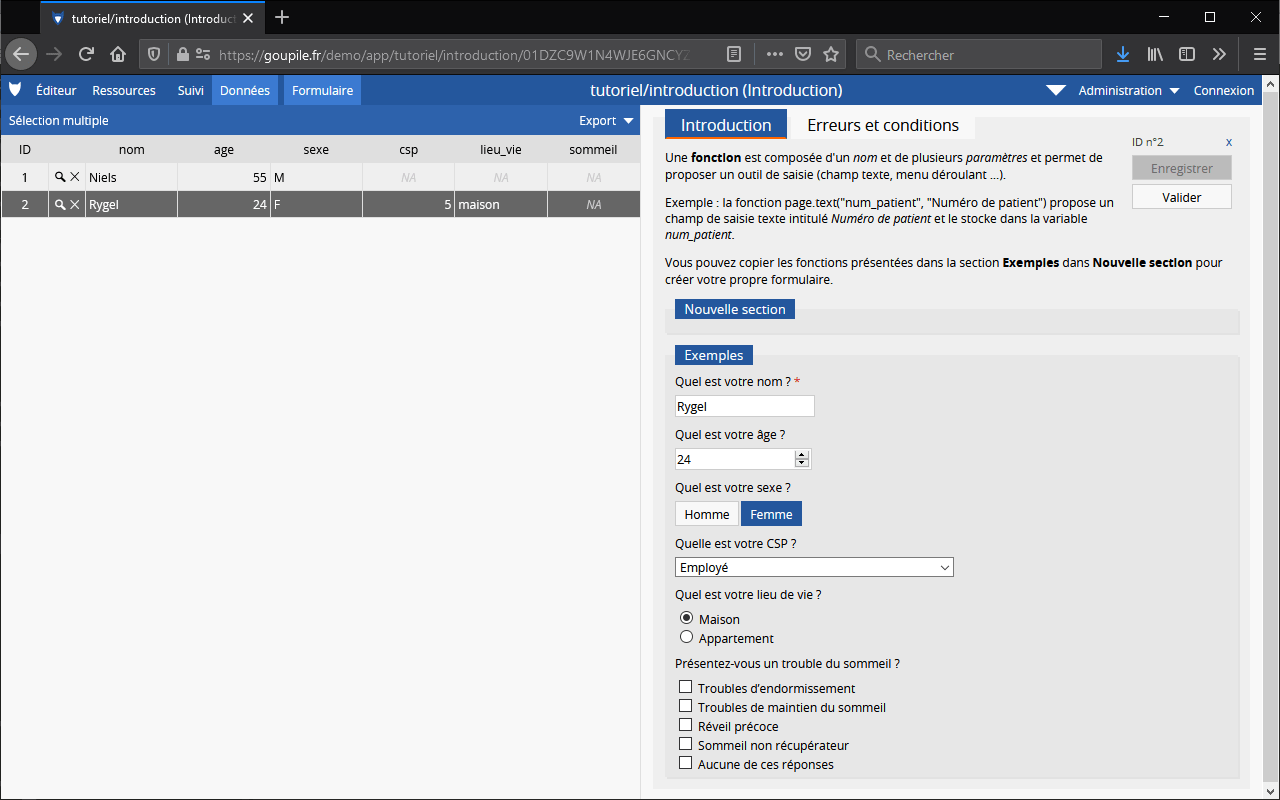 tutoriel/introduction (Introduct
https://goupile.fr/demo/app/tutoriel/introduction/01DZC9W1N4WJE6GNCYZ
Rechercher
Éditeur Ressources Suivi Données Formulaire tutoriel/introduction (Introduction) Administration Connexion
Sélection multiple Export
ID nom age sexe csp lieu_vie sommeil
1 Niels 55 M NA NA NA
2 Rygel 24 F 5 maison NA
Introduction Erreurs et conditions
Une fonction est composée d'un nom et de plusieurs paramètres et permet de
proposer un outil de saisie (champ texte, menu déroulant ...).
Exemple : la fonction page.text("num_patient", "Numéro de patient") propose un
champ de saisie texte intitulé Numéro de patient et le stocke dans la variable
num_patient.
Vous pouvez copier les fonctions présentées dans la section Exemples dans Nouvelle section pour
créer votre propre formulaire.
ID n°2 x
Enregistrer
Valider
Nouvelle section
Exemples
Quel est votre nom ? *
Rygel
Quel est votre âge ?
24
Quel est votre sexe ?
Homme Femme
Quelle est votre CSP ?
Employé
Quel est votre lieu de vie ?
Maison
Appartement
Présentez-vous un trouble du sommeil ?
Troubles d’endormissement
Troubles de maintien du sommeil
Réveil précoce
Sommeil non récupérateur
Aucune de ces réponses